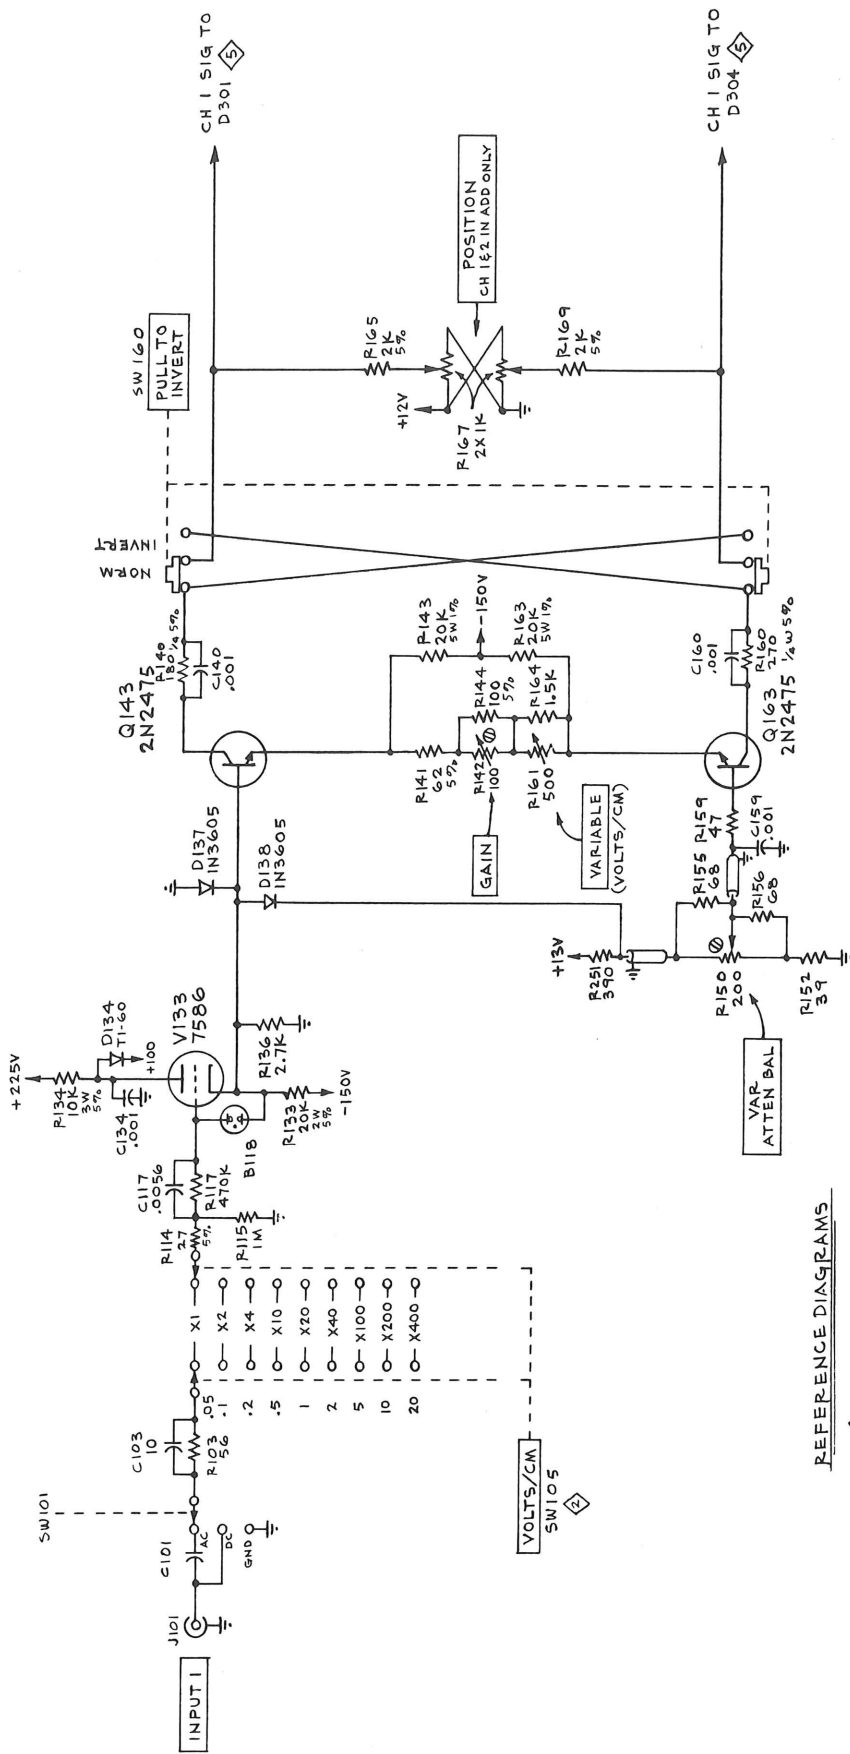 INPUT 1
J101
SW101
C101
AC
DC
GND
C103
10
R103
56
VOLTS/CM
SW105
2
.05
.1
.2
.5
1
2
5
10
20
X1
X2
X4
X10
X20
X40
X100
X200
X400
R114
27
5%
R115
1M
C117
.0056
R117
470K
B118
+225V
R134
10K
3W
5%
C134
.001
D134
T1-60
+100
V133
7586
R133
20K
2W
5%
-150V
R136
2.7K
D137
1N3605
D138
1N3605
+13V
R251
390
R150
200
R152
39
VAR
ATTEN BAL
R155
68
R156
68
R159
47
C159
.001
Q143
2N2475
R140
180 1/4 5%
C140
.001
R141
62
5%
R142
100
R144
100
5%
GAIN
R161
500
R164
1.5K
VARIABLE
(VOLTS/CM)
R143
20K
5W1%
-150V
R163
20K
5W1%
Q163
2N2475
C160
.001
R160
270
1/4W5%
NORM
INVERT
SW160
PULL TO
INVERT
R165
2K
5%
+12V
R167
2X1K
R169
2K
5%
POSITION
CH 1 & 2 IN ADD ONLY
CH 1 SIG TO
D301 5
CH 1 SIG TO
D304 5
REFERENCE DIAGRAMS